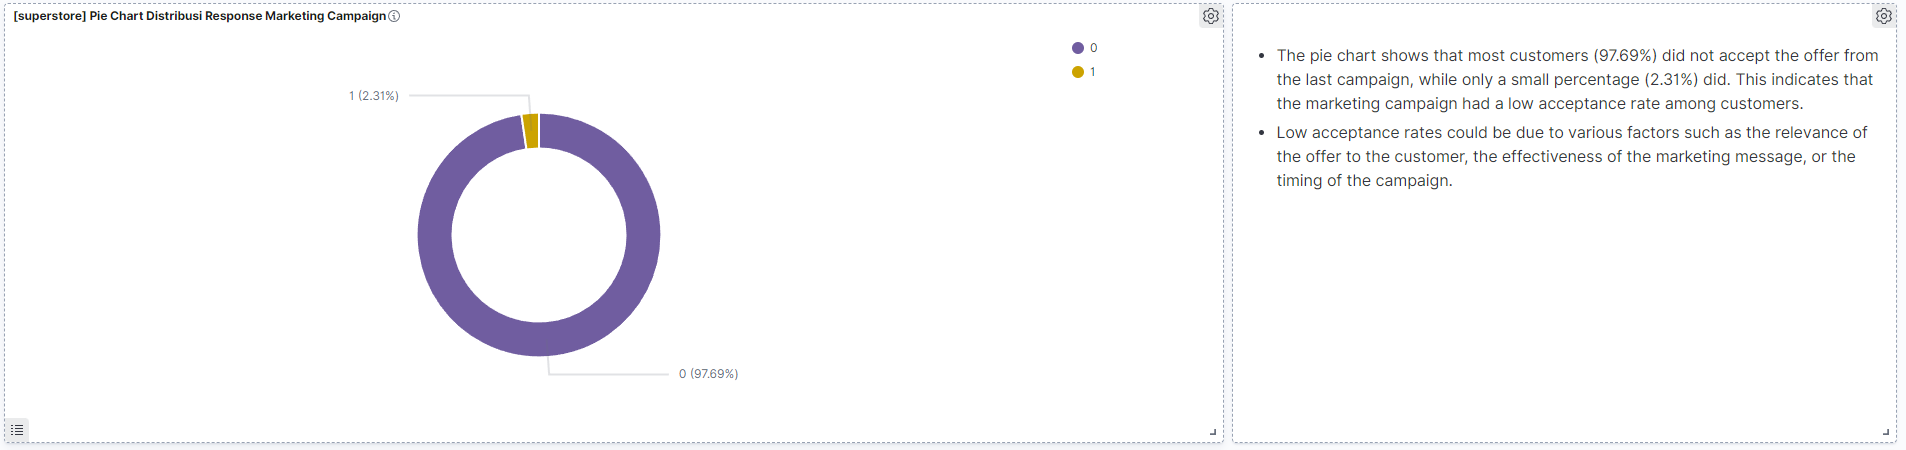 [superstore] Pie Chart Distribusi Response Marketing Campaign
0
1
1 (2.31%)
0 (97.69%)
• The pie chart shows that most customers (97.69%) did not accept the offer from
the last campaign, while only a small percentage (2.31%) did. This indicates that
the marketing campaign had a low acceptance rate among customers.
• Low acceptance rates could be due to various factors such as the relevance of
the offer to the customer, the effectiveness of the marketing message, or the
timing of the campaign.